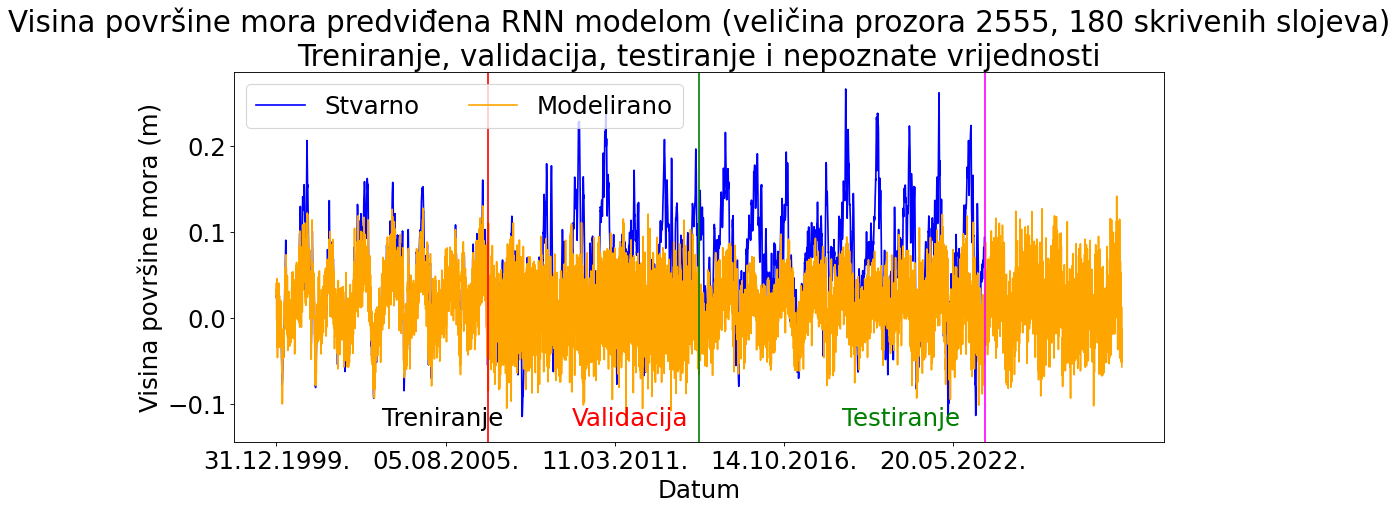 Visina površine mora predviđena RNN modelom (veličina prozora 2555, 180 skrivenih slojeva)
Treniranje, validacija, testiranje i nepoznate vrijednosti
Stvarno Modelirano
Visina površine mora (m)
0.2
0.1
0.0
−0.1
Treniranje Validacija Testiranje
31.12.1999. 05.08.2005. 11.03.2011. 14.10.2016. 20.05.2022.
Datum